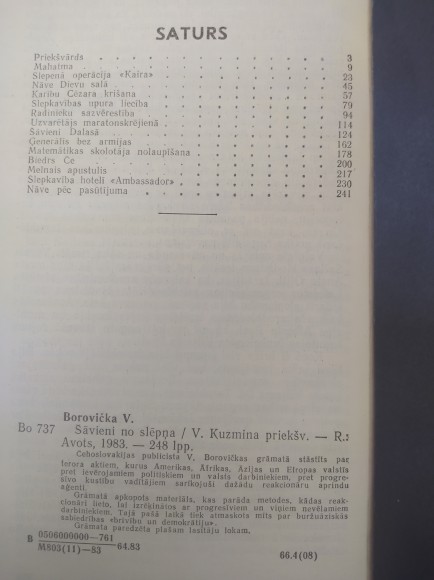 SATURS
Priekšvārds 3
Mahatma 9
Slepenā operācija «Kaira» 23
Nāve Dievu salā 45
Karību Cēzara krišana 57
Slepkavības upura liecība 79
Radinieku sazvērestība 94
Uzvarētājs maratonskrējienā 114
Šāvieni Dalasā 124
Ģenerālis bez armijas 162
Matemātikas skolotāja nolaupīšana 178
Biedrs Če 200
Melnais apustulis 217
Slepkavība hotelī «Ambassador» 230
Nāve pēc pasūtījuma 241
Borovička V.
Bo 737 Šāvieni no slēpņa / V. Kuzmina priekšv. — R.:
Avots, 1983. — 248 lpp.
Čehoslovakijas publicista V. Borovičkas grāmatā stāstīts par
terora aktiem, kurus Amerikas, Āfrikas, Āzijas un Eiropas valstīs
pret ievērojamiem politiskiem un valsts darbiniekiem, pret progre-
sīvo kustību vadītājiem sarīkojuši dažādu reakcionāru aprindu
aģenti.
Grāmatā apkopots materiāls, kas parāda metodes, kādas reak-
cionāri lieto, lai izrēķinātos ar progresīviem un viņiem nevēlamiem
darbiniekiem. Tajā pašā laikā tiek atmaskots mīts par buržuāziskās
sabiedrības «brīvību un demokrātiju».
Grāmata paredzēta plašam lasītāju lokam.
B 0506000000—761
M803(11)—83 64.83
66.4(08)